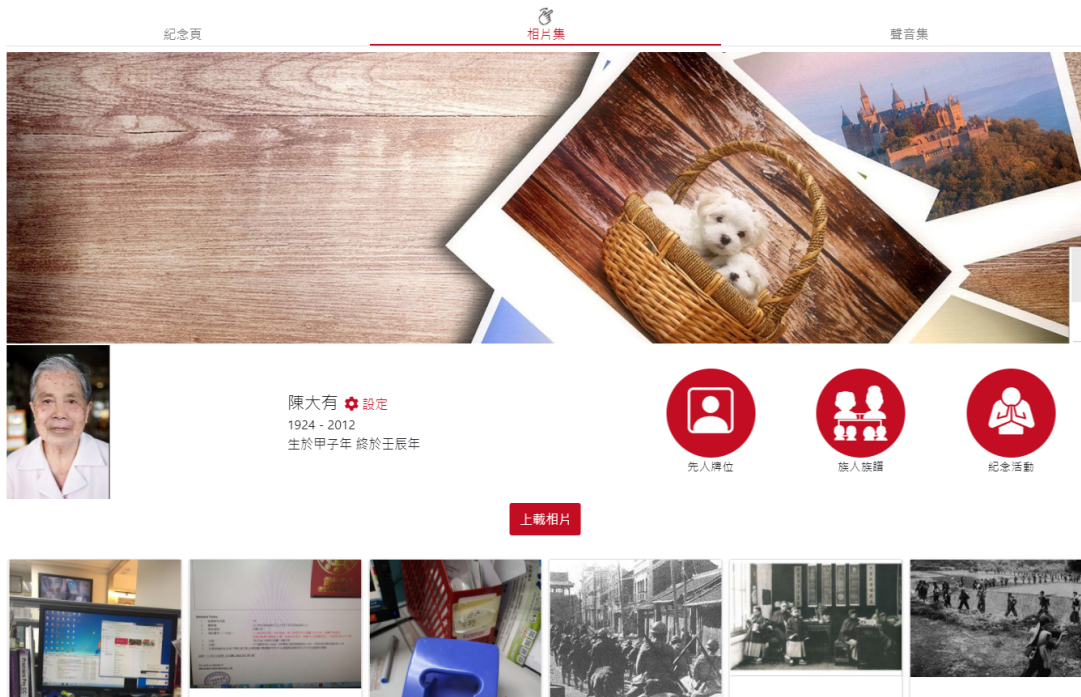 紀念頁
相片集
聲音集
陳大有 設定
1924 - 2012
生於甲子年 終於壬辰年
先人牌位
族人族譜
紀念活動
上載相片